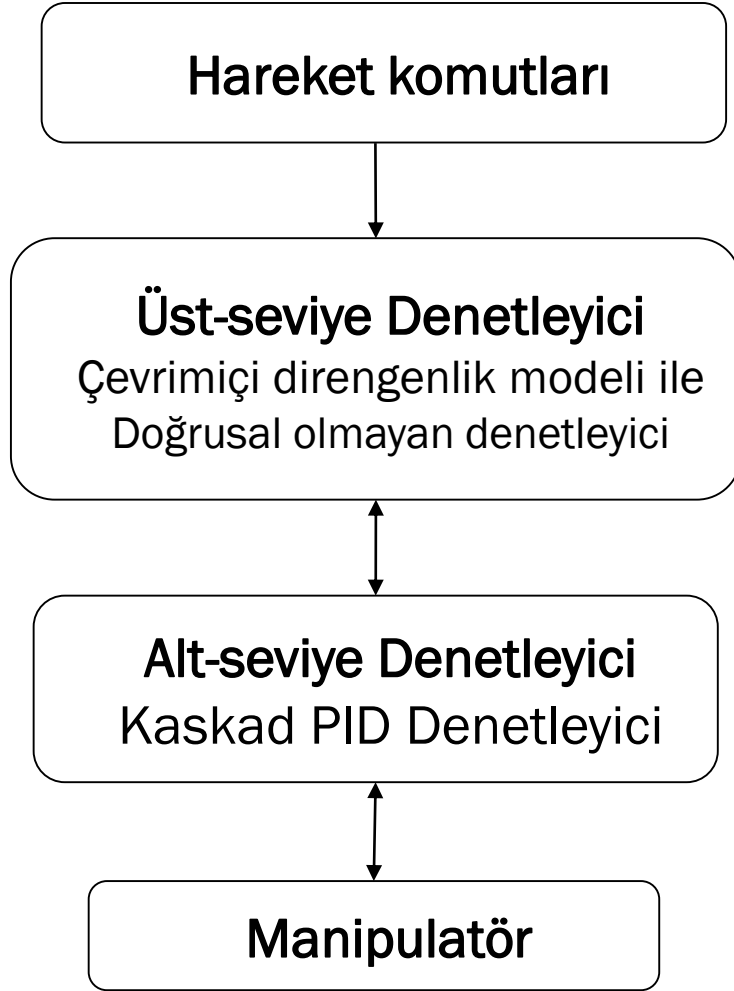 Hareket komutları
Üst-seviye Denetleyici
Çevrimiçi direngenlik modeli ile
Doğrusal olmayan denetleyici
Alt-seviye Denetleyici
Kaskad PID Denetleyici
Manipulatör